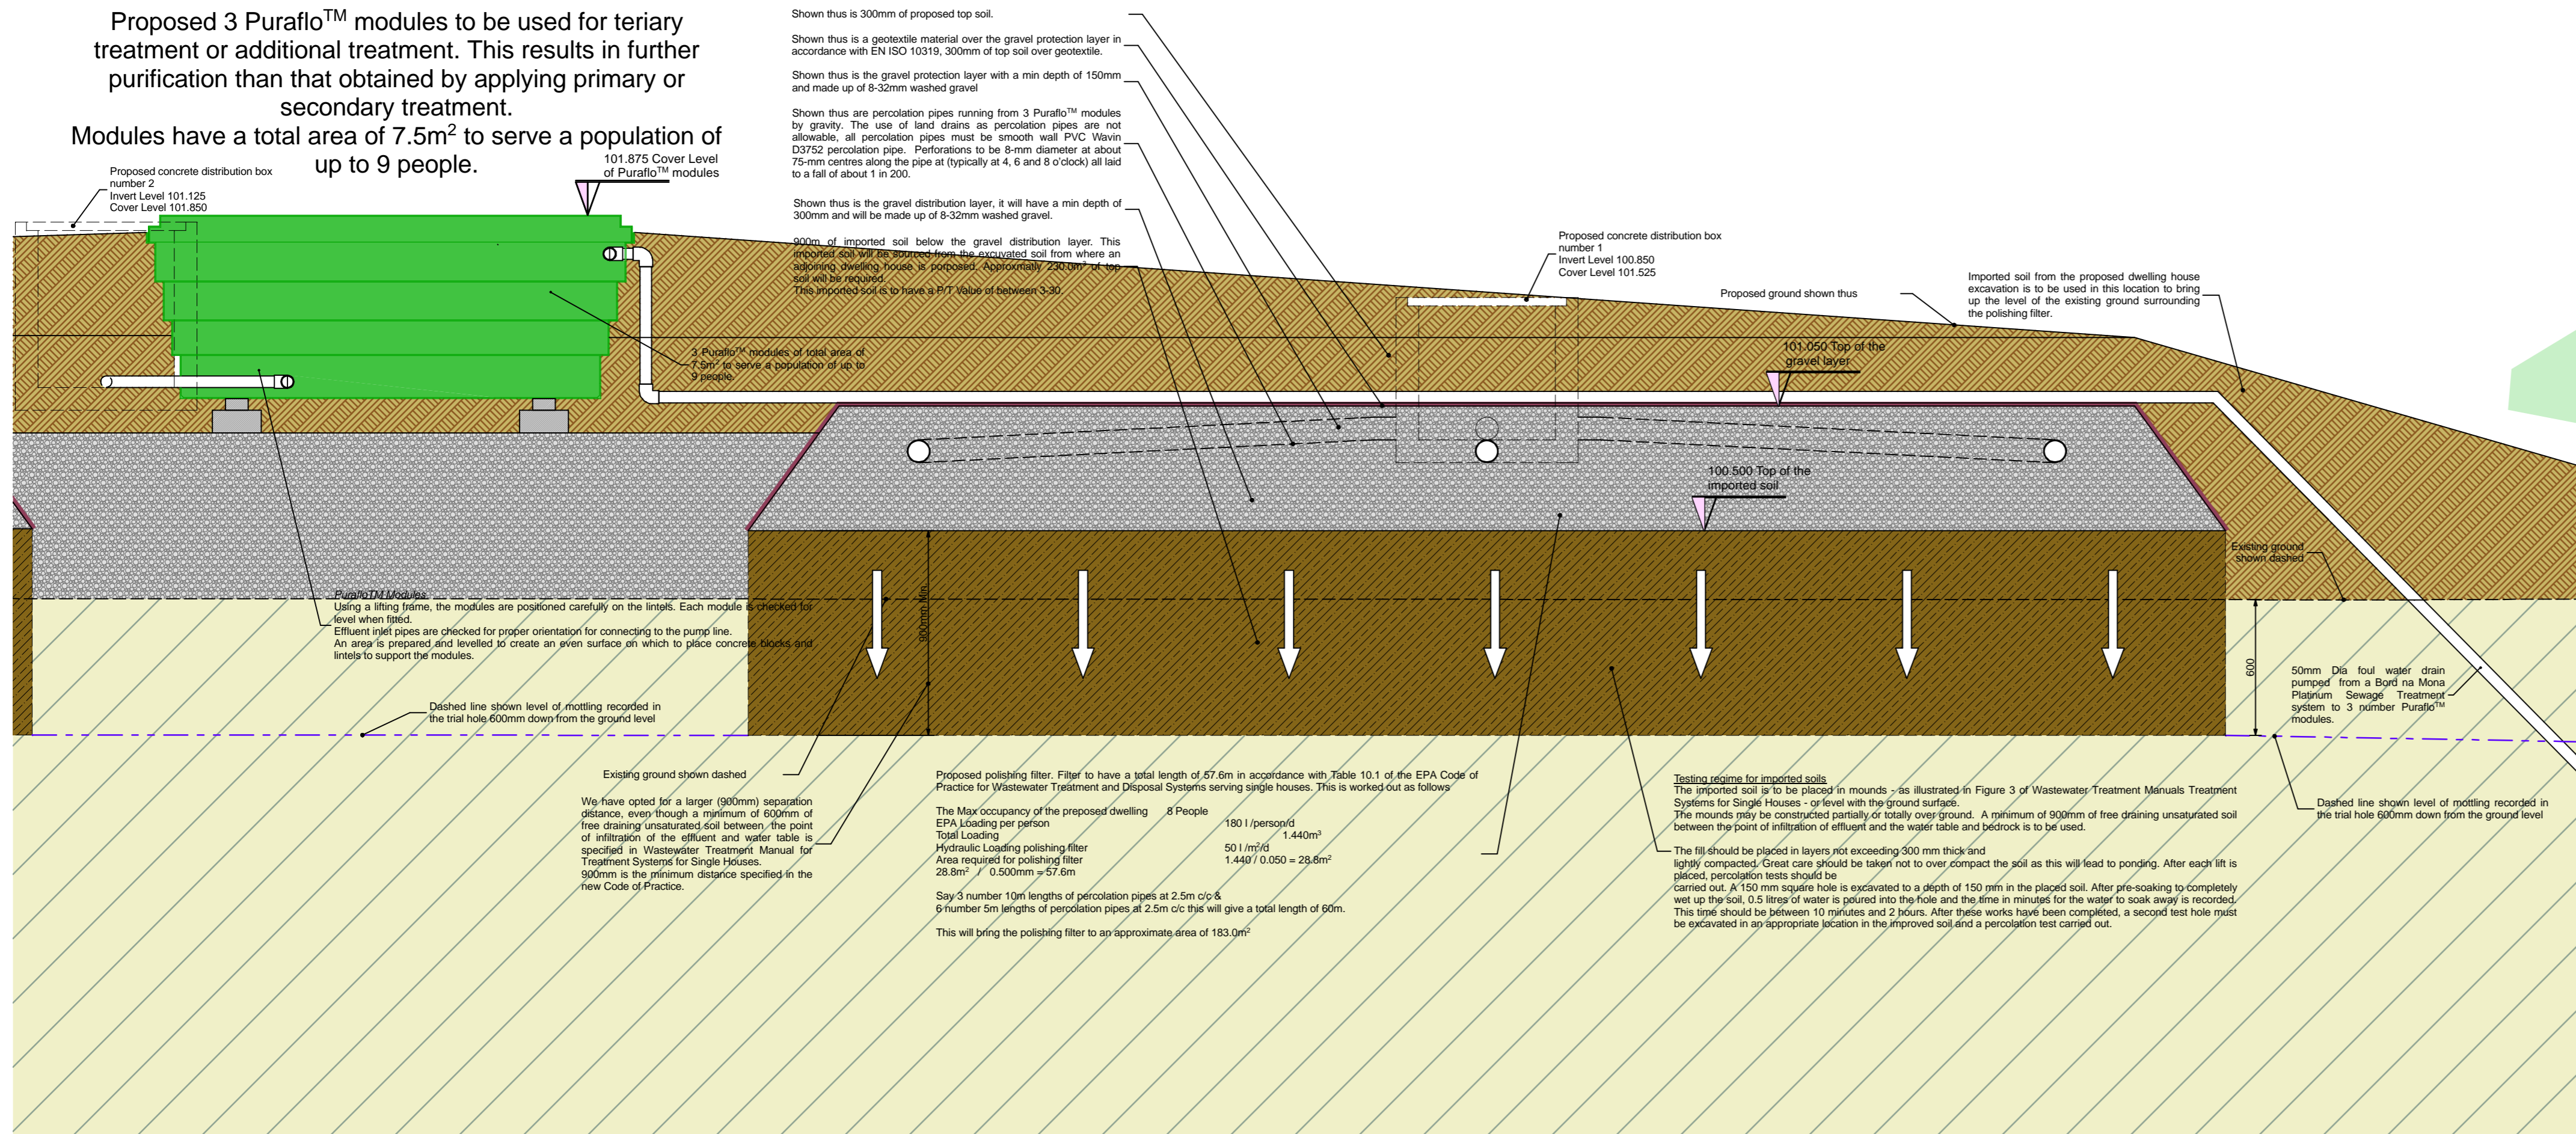 Proposed 3 Puraflo™ modules to be used for teriary
treatment or additional treatment. This results in further
purification than that obtained by applying primary or
secondary treatment.
Modules have a total area of 7.5m² to serve a population of
up to 9 people.
Proposed concrete distribution box
number 2
Invert Level 101.125
Cover Level 101.850
101.875 Cover Level
of Puraflo™ modules
Shown thus is 300mm of proposed top soil.
Shown thus is a geotextile material over the gravel protection layer in
accordance with EN ISO 10319, 300mm of top soil over geotextile.
Shown thus is the gravel protection layer with a min depth of 150mm
and made up of 8-32mm washed gravel
Shown thus are percolation pipes running from 3 Puraflo™ modules
by gravity. The use of land drains as percolation pipes are not
allowable, all percolation pipes must be smooth wall PVC Wavin
D3752 percolation pipe. Perforations to be 8-mm diameter at about
75-mm centres along the pipe at (typically at 4, 6 and 8 o'clock) all laid
to a fall of about 1 in 200.
Shown thus is the gravel distribution layer, it will have a min depth of
300mm and will be made up of 8-32mm washed gravel.
900m of imported soil below the gravel distribution layer. This
imported soil will be sourced from the excuvated soil from where an
adjoining dwelling house is porposed. Approximatly 230.0m³ of top
soil will be required.
This imported soil is to have a P/T Value of between 3-30.
Proposed concrete distribution box
number 1
Invert Level 100.850
Cover Level 101.525
Proposed ground shown thus
Imported soil from the proposed dwelling house
excavation is to be used in this location to bring
up the level of the existing ground surrounding
the polishing filter.
3 Puraflo™ modules of total area of
7.5m² to serve a population of up to
9 people.
101.050 Top of the
gravel layer
100.500 Top of the
imported soil
Existing ground
shown dashed
PurafloTM Modules
Using a lifting frame, the modules are positioned carefully on the lintels. Each module is checked for
level when fitted.
Effluent inlet pipes are checked for proper orientation for connecting to the pump line.
An area is prepared and levelled to create an even surface on which to place concrete blocks and
lintels to support the modules.
900mm Min
600
50mm Dia foul water drain
pumped from a Bord na Mona
Platinum Sewage Treatment
system to 3 number Puraflo™
modules.
Dashed line shown level of mottling recorded in
the trial hole 600mm down from the ground level
Existing ground shown dashed
We have opted for a larger (900mm) separation
distance, even though a minimum of 600mm of
free draining unsaturated soil between the point
of infiltration of the effluent and water table is
specified in Wastewater Treatment Manual for
Treatment Systems for Single Houses.
900mm is the minimum distance specified in the
new Code of Practice.
Proposed polishing filter. Filter to have a total length of 57.6m in accordance with Table 10.1 of the EPA Code of
Practice for Wastewater Treatment and Disposal Systems serving single houses. This is worked out as follows
The Max occupancy of the preposed dwelling 8 People
EPA Loading per person 180 l /person/d
Total Loading 1.440m³
Hydraulic Loading polishing filter 50 l /m²/d
Area required for polishing filter 1.440 / 0.050 = 28.8m²
28.8m² / 0.500mm = 57.6m
Say 3 number 10m lengths of percolation pipes at 2.5m c/c &
6 number 5m lengths of percolation pipes at 2.5m c/c this will give a total length of 60m.
This will bring the polishing filter to an approximate area of 183.0m²
Testing regime for imported soils
The imported soil is to be placed in mounds - as illustrated in Figure 3 of Wastewater Treatment Manuals Treatment
Systems for Single Houses - or level with the ground surface.
The mounds may be constructed partially or totally over ground. A minimum of 900mm of free draining unsaturated soil
between the point of infiltration of effluent and the water table and bedrock is to be used.
The fill should be placed in layers not exceeding 300 mm thick and
lightly compacted. Great care should be taken not to over compact the soil as this will lead to ponding. After each lift is
placed, percolation tests should be
carried out. A 150 mm square hole is excavated to a depth of 150 mm in the placed soil. After pre-soaking to completely
wet up the soil, 0.5 litres of water is poured into the hole and the time in minutes for the water to soak away is recorded.
This time should be between 10 minutes and 2 hours. After these works have been completed, a second test hole must
be excavated in an appropriate location in the improved soil and a percolation test carried out.
Dashed line shown level of mottling recorded in
the trial hole 600mm down from the ground level